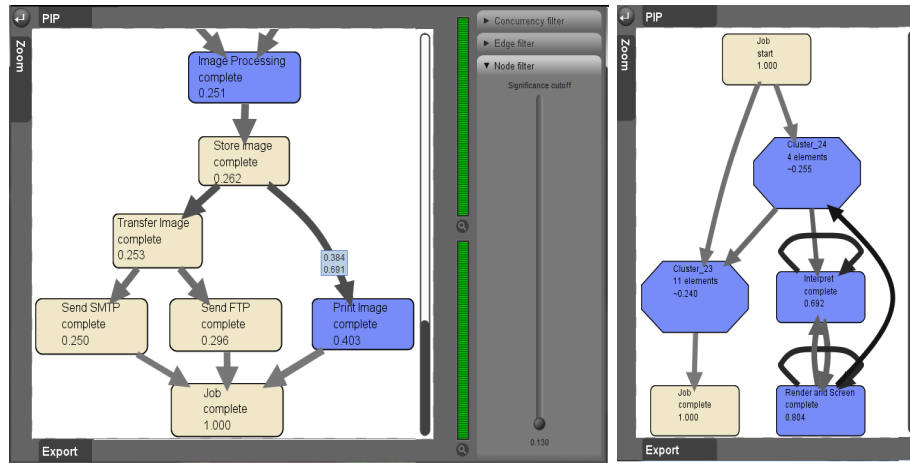 PIP
Zoom
Image Processing
complete
0.251
Store Image
complete
0.262
Transfer Image
complete
0.253
0.384
0.691
Send SMTP
complete
0.250
Send FTP
complete
0.296
Print Image
complete
0.403
Job
complete
1.000
Export
Concurrency filter
Edge filter
Node filter
Significance cutoff
0.130
PIP
Zoom
Job
start
1.000
Cluster_24
4 elements
~0.255
Cluster_23
11 elements
~0.240
Interpret
complete
0.692
Job
complete
1.000
Render and Screen
complete
0.804
Export